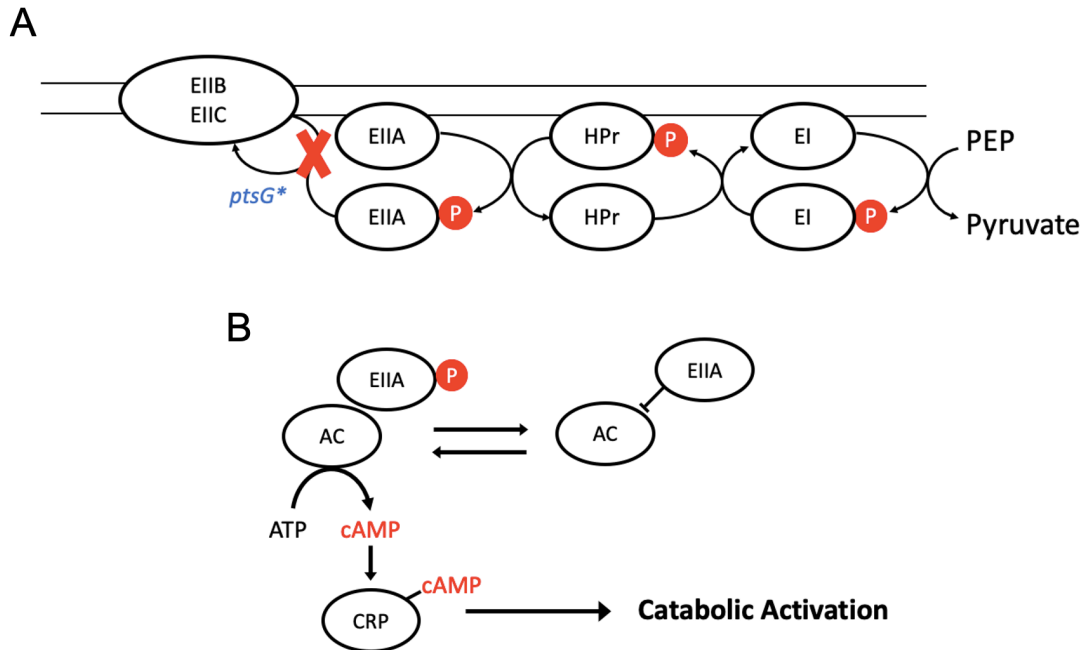 A
EIIB
EIIC
EIIA
HPr
P
EI
PEP
ptsG*
EIIA
P
HPr
EI
P
Pyruvate
B
EIIA
P
EIIA
AC
AC
ATP
cAMP
cAMP
CRP
Catabolic Activation